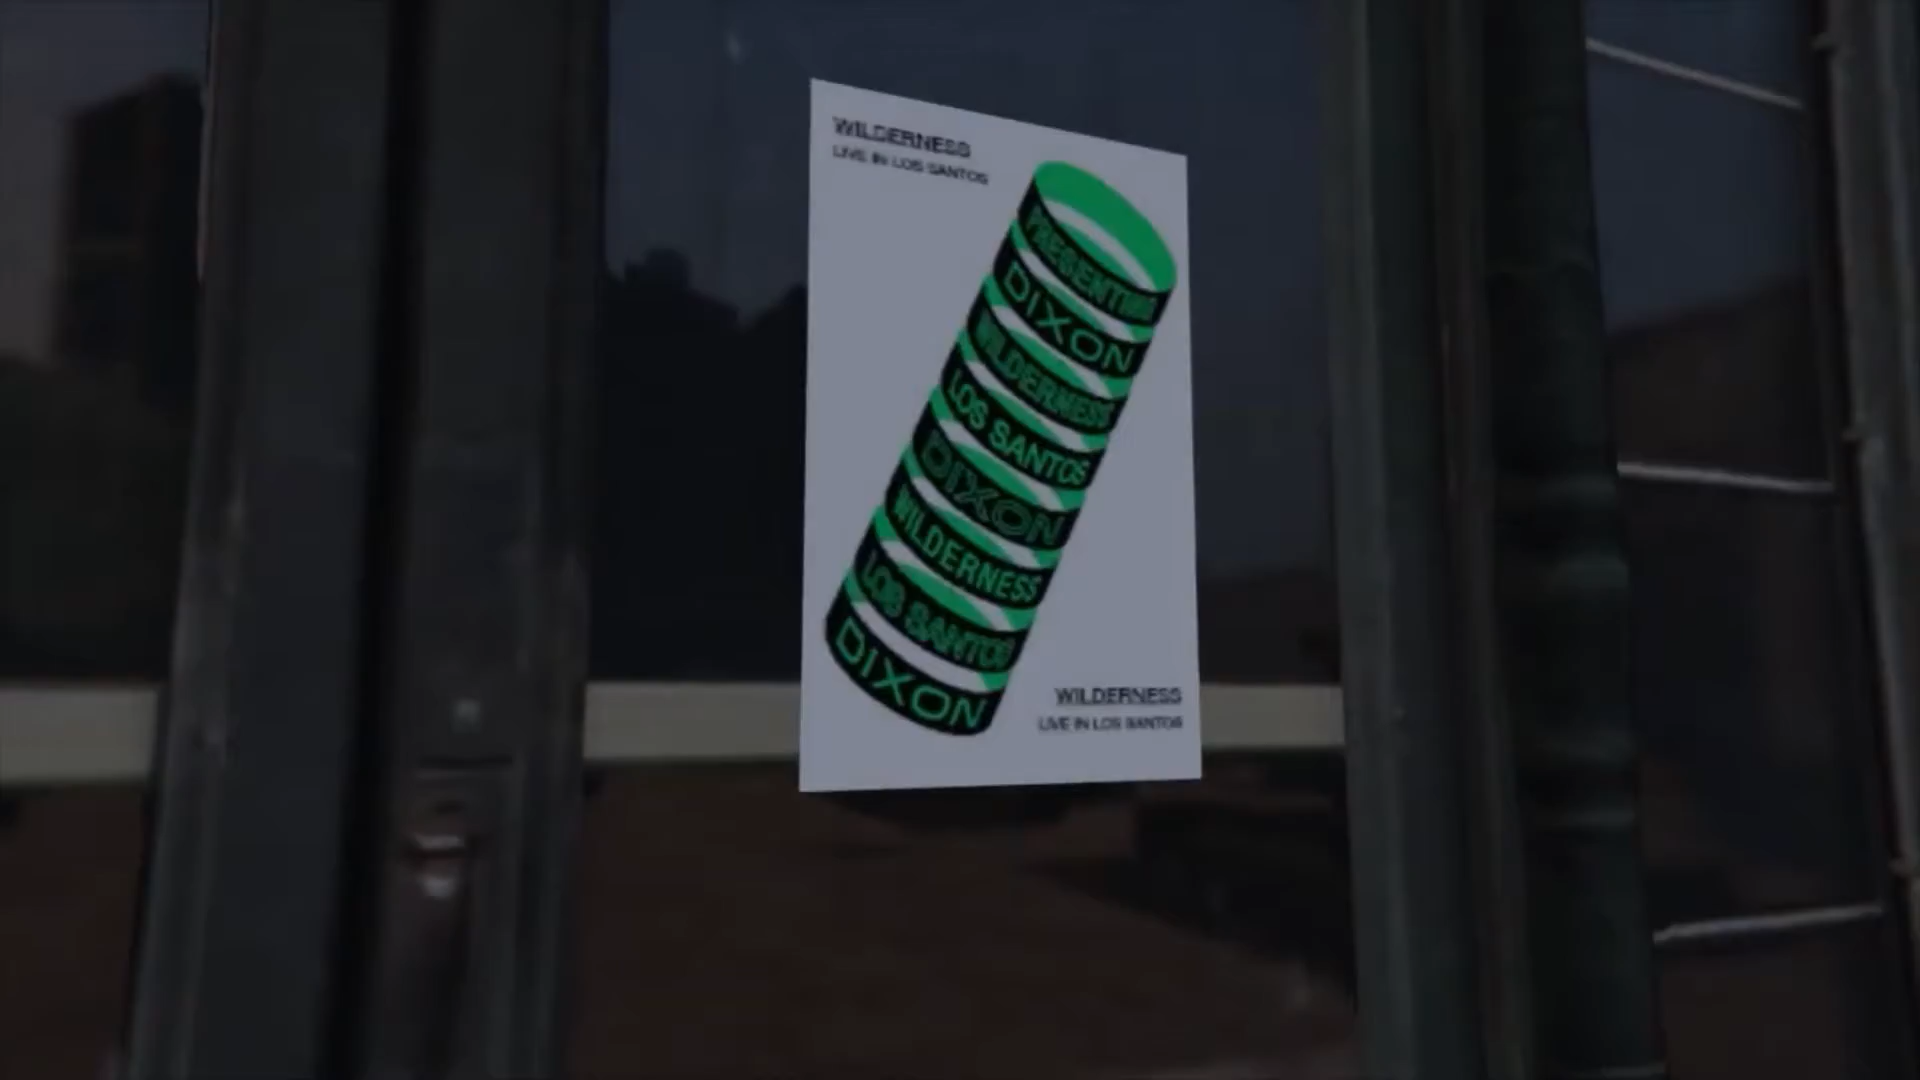 WILDERNESS
LIVE IN LOS SANTOS
PRESENTING
DIXON
WILDERNESS
LOS SANTOS
DIXON
WILDERNESS
LOS SANTOS
DIXON
WILDERNESS
LIVE IN LOS SANTOS